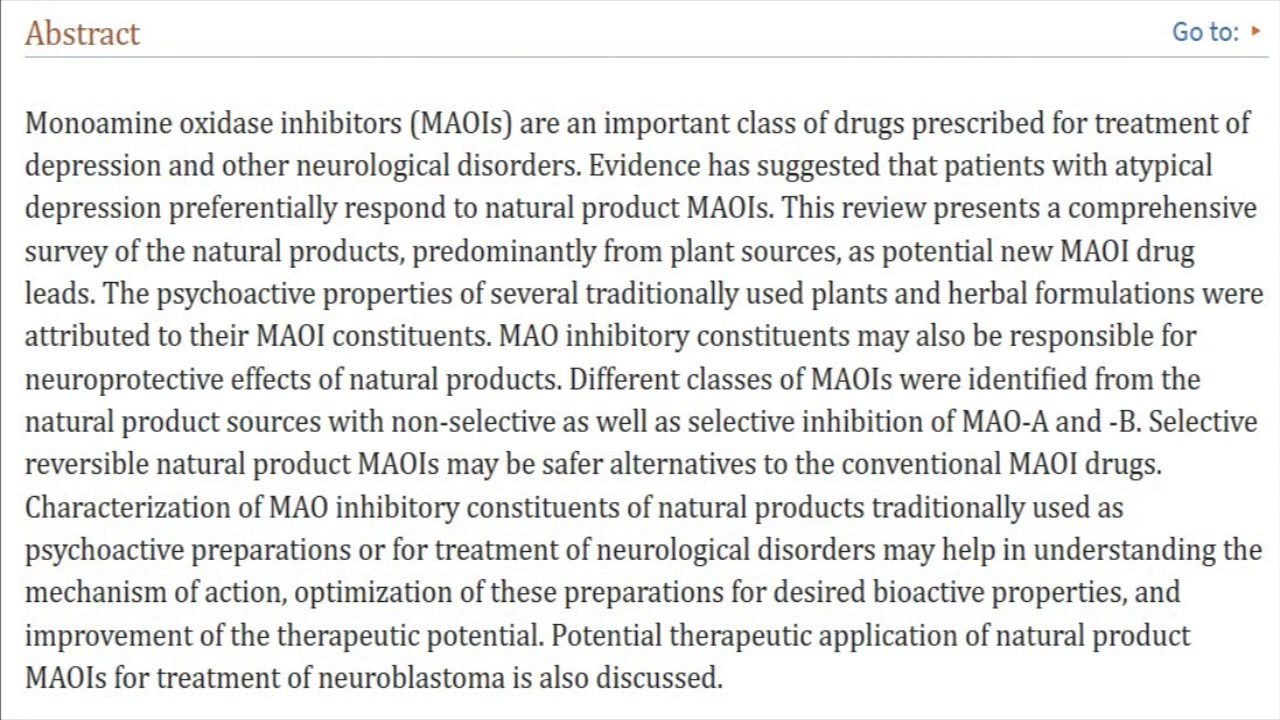 Abstract
Go to:
Monoamine oxidase inhibitors (MAOIs) are an important class of drugs prescribed for treatment of
depression and other neurological disorders. Evidence has suggested that patients with atypical
depression preferentially respond to natural product MAOIs. This review presents a comprehensive
survey of the natural products, predominantly from plant sources, as potential new MAOI drug
leads. The psychoactive properties of several traditionally used plants and herbal formulations were
attributed to their MAOI constituents. MAO inhibitory constituents may also be responsible for
neuroprotective effects of natural products. Different classes of MAOIs were identified from the
natural product sources with non-selective as well as selective inhibition of MAO-A and -B. Selective
reversible natural product MAOIs may be safer alternatives to the conventional MAOI drugs.
Characterization of MAO inhibitory constituents of natural products traditionally used as
psychoactive preparations or for treatment of neurological disorders may help in understanding the
mechanism of action, optimization of these preparations for desired bioactive properties, and
improvement of the therapeutic potential. Potential therapeutic application of natural product
MAOIs for treatment of neuroblastoma is also discussed.